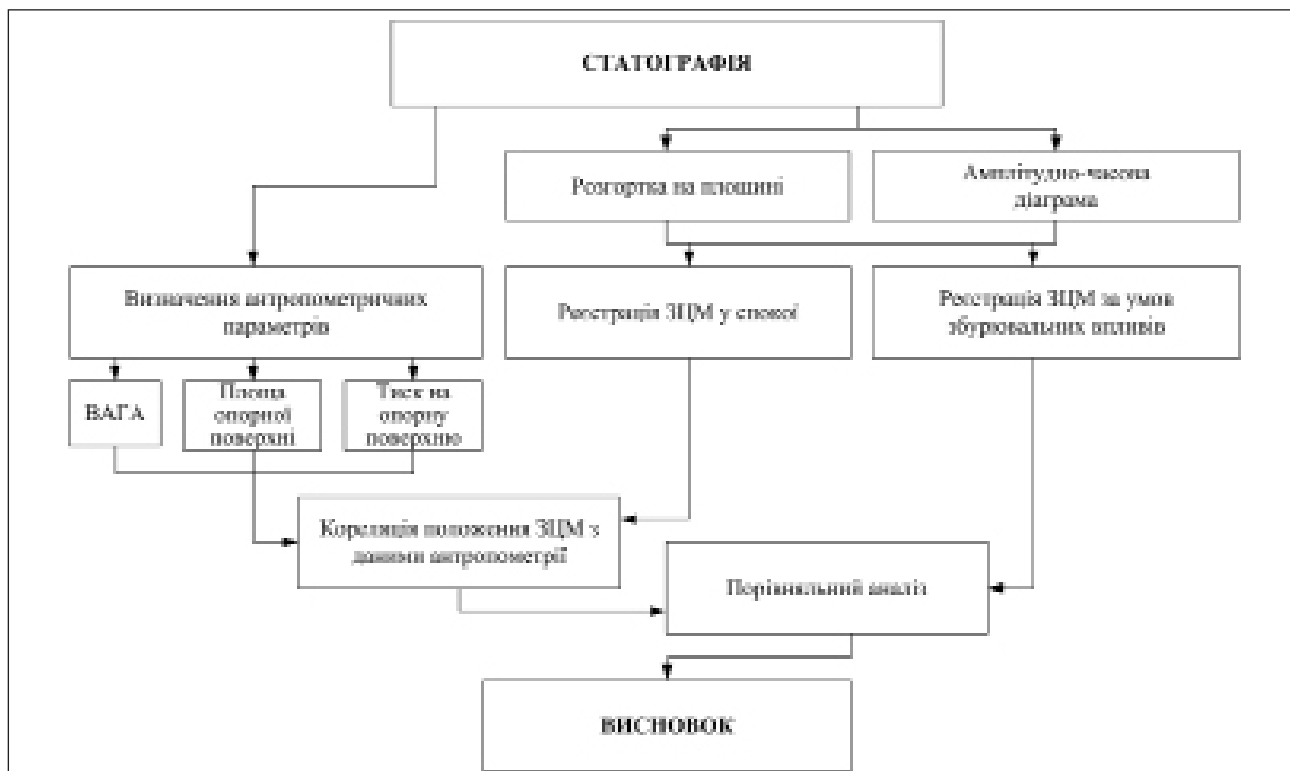 СТАТОГРАФІЯ
Розгортка на площині
Амплітудно-часова
діаграма
Визначення антропометричних
параметрів
Реєстрація ЗЦМ у спокої
Реєстрація ЗЦМ за умов
збурювальних впливів
ВАГА
Площа
опорної
поверхні
Тиск на
опорну
поверхню
Кореляція положення ЗЦМ з
даними антропометрії
Порівняльний аналіз
ВИСНОВОК